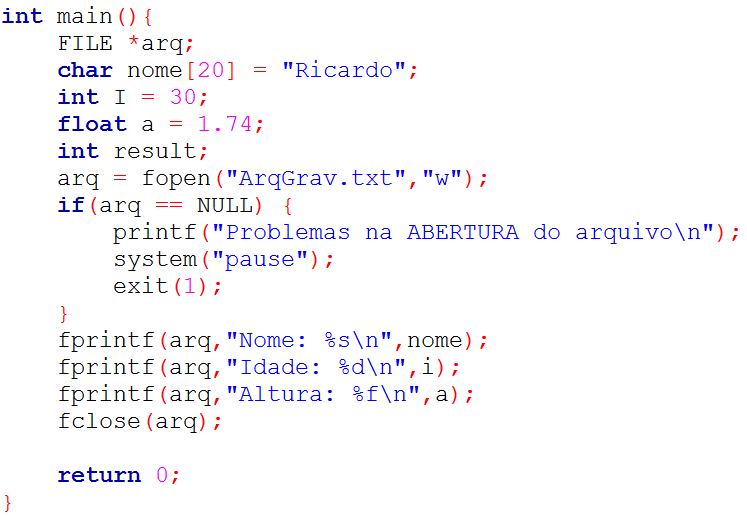 int main(){
    FILE *arq;
    char nome[20] = "Ricardo";
    int I = 30;
    float a = 1.74;
    int result;
    arq = fopen("ArqGrav.txt","w");
    if(arq == NULL) {
        printf("Problemas na ABERTURA do arquivo\n");
        system("pause");
        exit(1);
    }
    fprintf(arq,"Nome: %s\n",nome);
    fprintf(arq,"Idade: %d\n",i);
    fprintf(arq,"Altura: %f\n",a);
    fclose(arq);

    return 0;
}